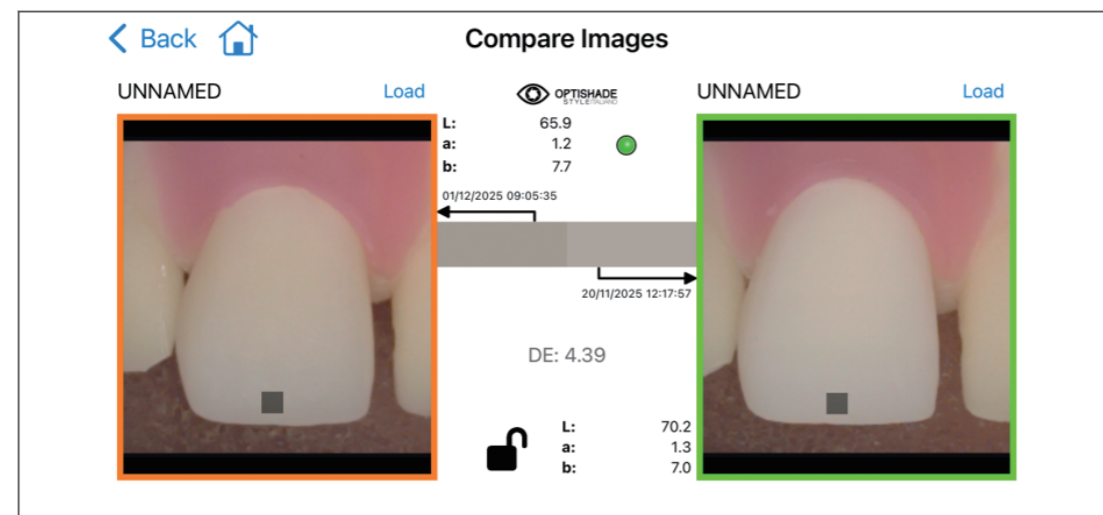 Back
Compare Images
UNNAMED
Load
OPTISHADE
STYLEITALIANO
UNNAMED
Load
L: 65.9
a: 1.2
b: 7.7
01/12/2025 09:05:35
20/11/2025 12:17:57
DE: 4.39
L: 70.2
a: 1.3
b: 7.0